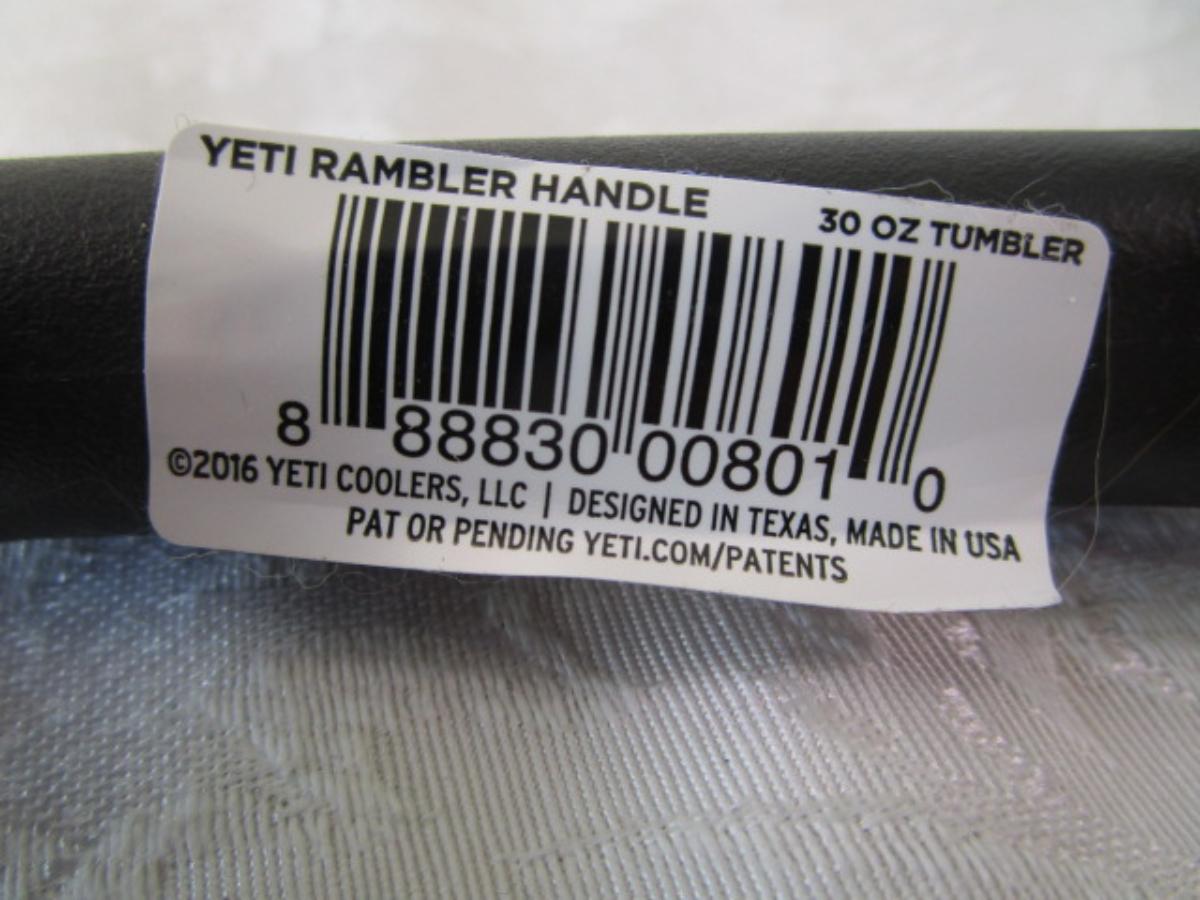 YETI RAMBLER HANDLE 30 OZ TUMBLER
8 88830 00801 0
©2016 YETI COOLERS, LLC | DESIGNED IN TEXAS, MADE IN USA
PAT OR PENDING YETI.COM/PATENTS